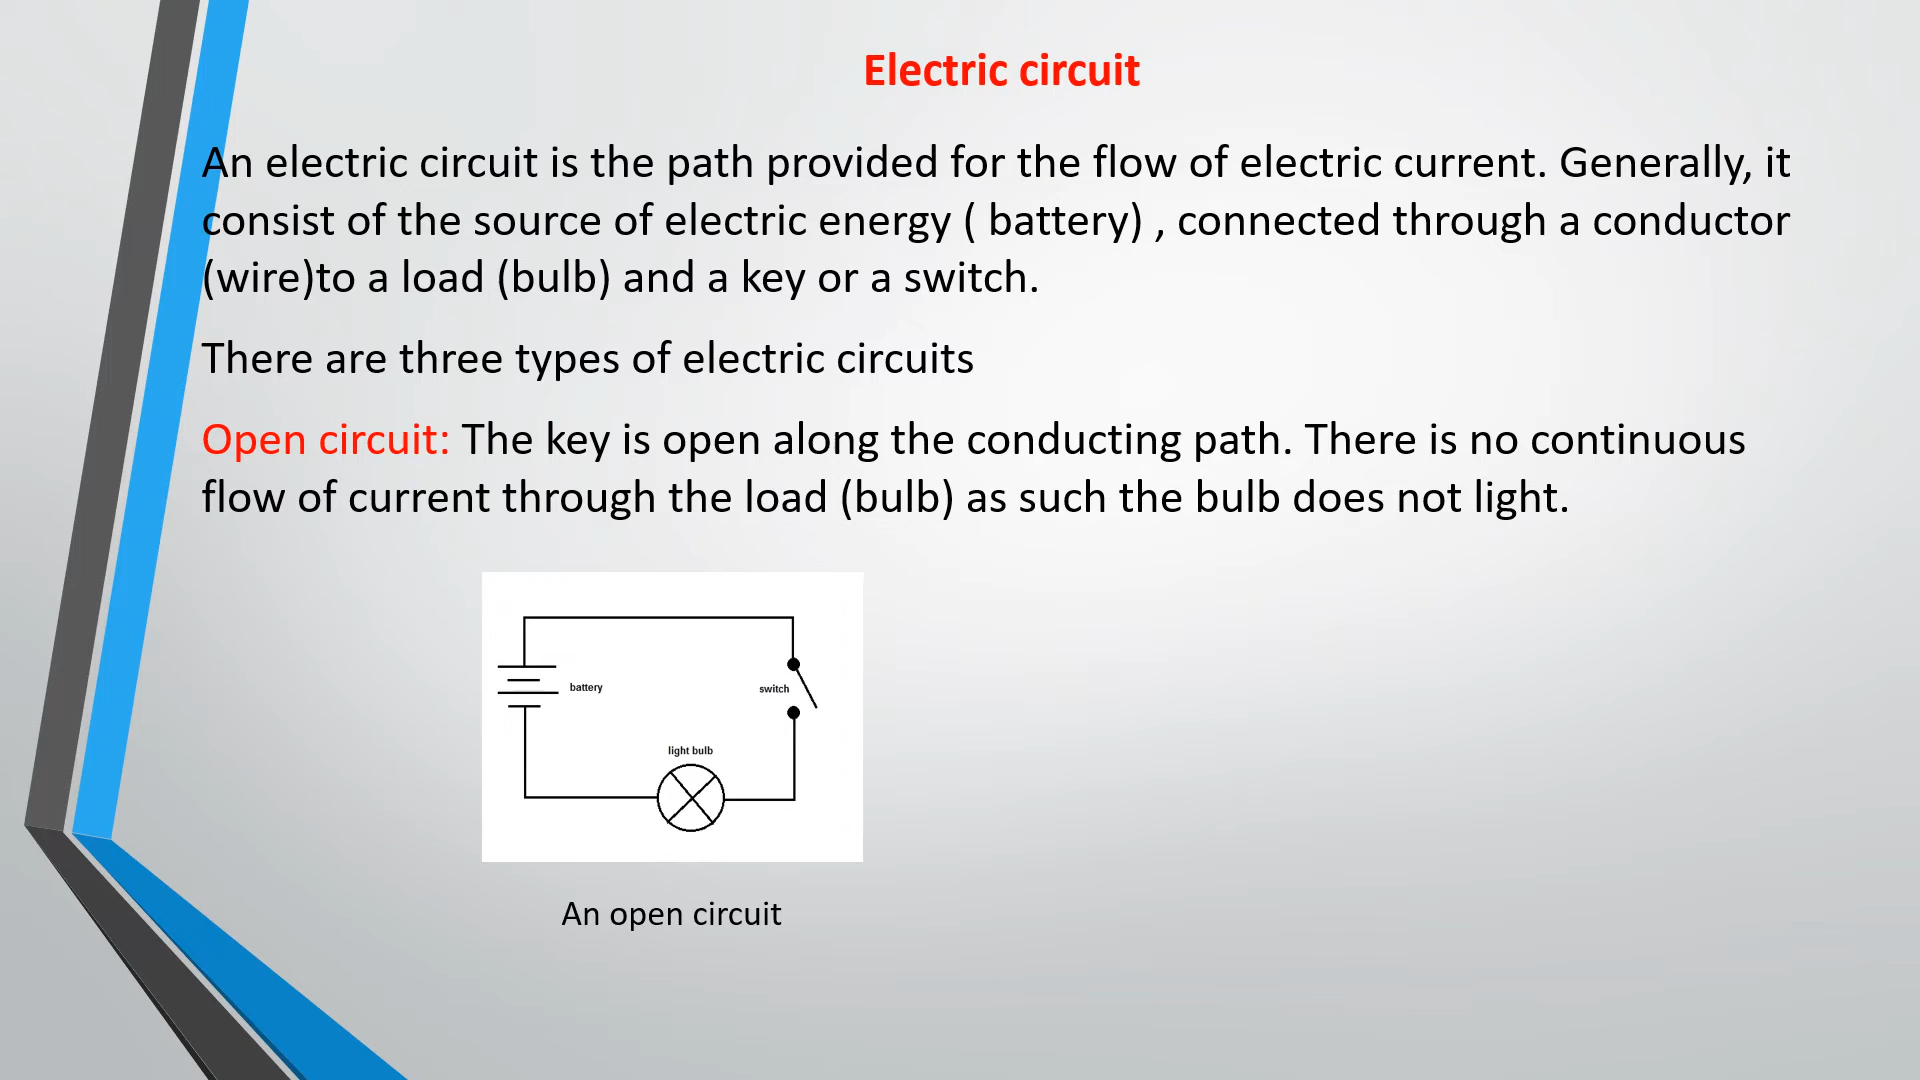 Electric circuit
An electric circuit is the path provided for the flow of electric current. Generally, it
consist of the source of electric energy ( battery) , connected through a conductor
(wire)to a load (bulb) and a key or a switch.
There are three types of electric circuits
Open circuit: The key is open along the conducting path. There is no continuous
flow of current through the load (bulb) as such the bulb does not light.
battery
switch
light bulb
An open circuit